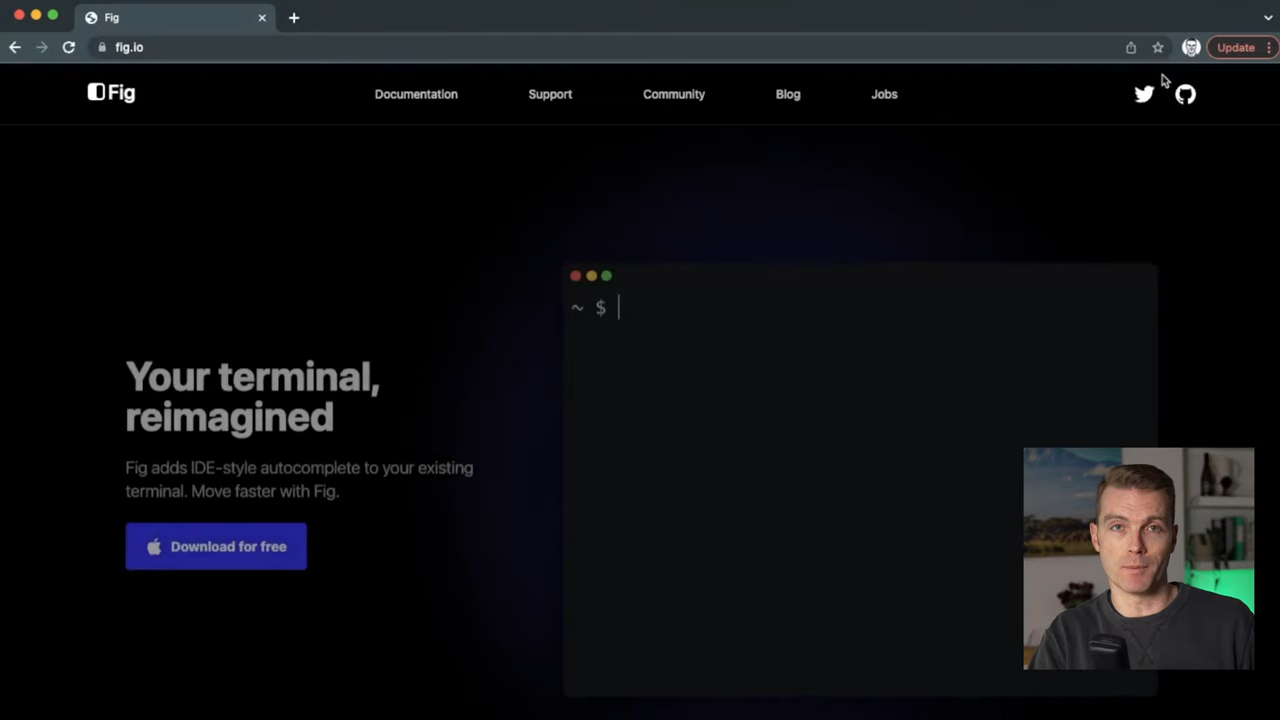 Fig
fig.io
Update
Fig
Documentation
Support
Community
Blog
Jobs
~ $
Your terminal,
reimagined
Fig adds IDE-style autocomplete to your existing
terminal. Move faster with Fig.
Download for free